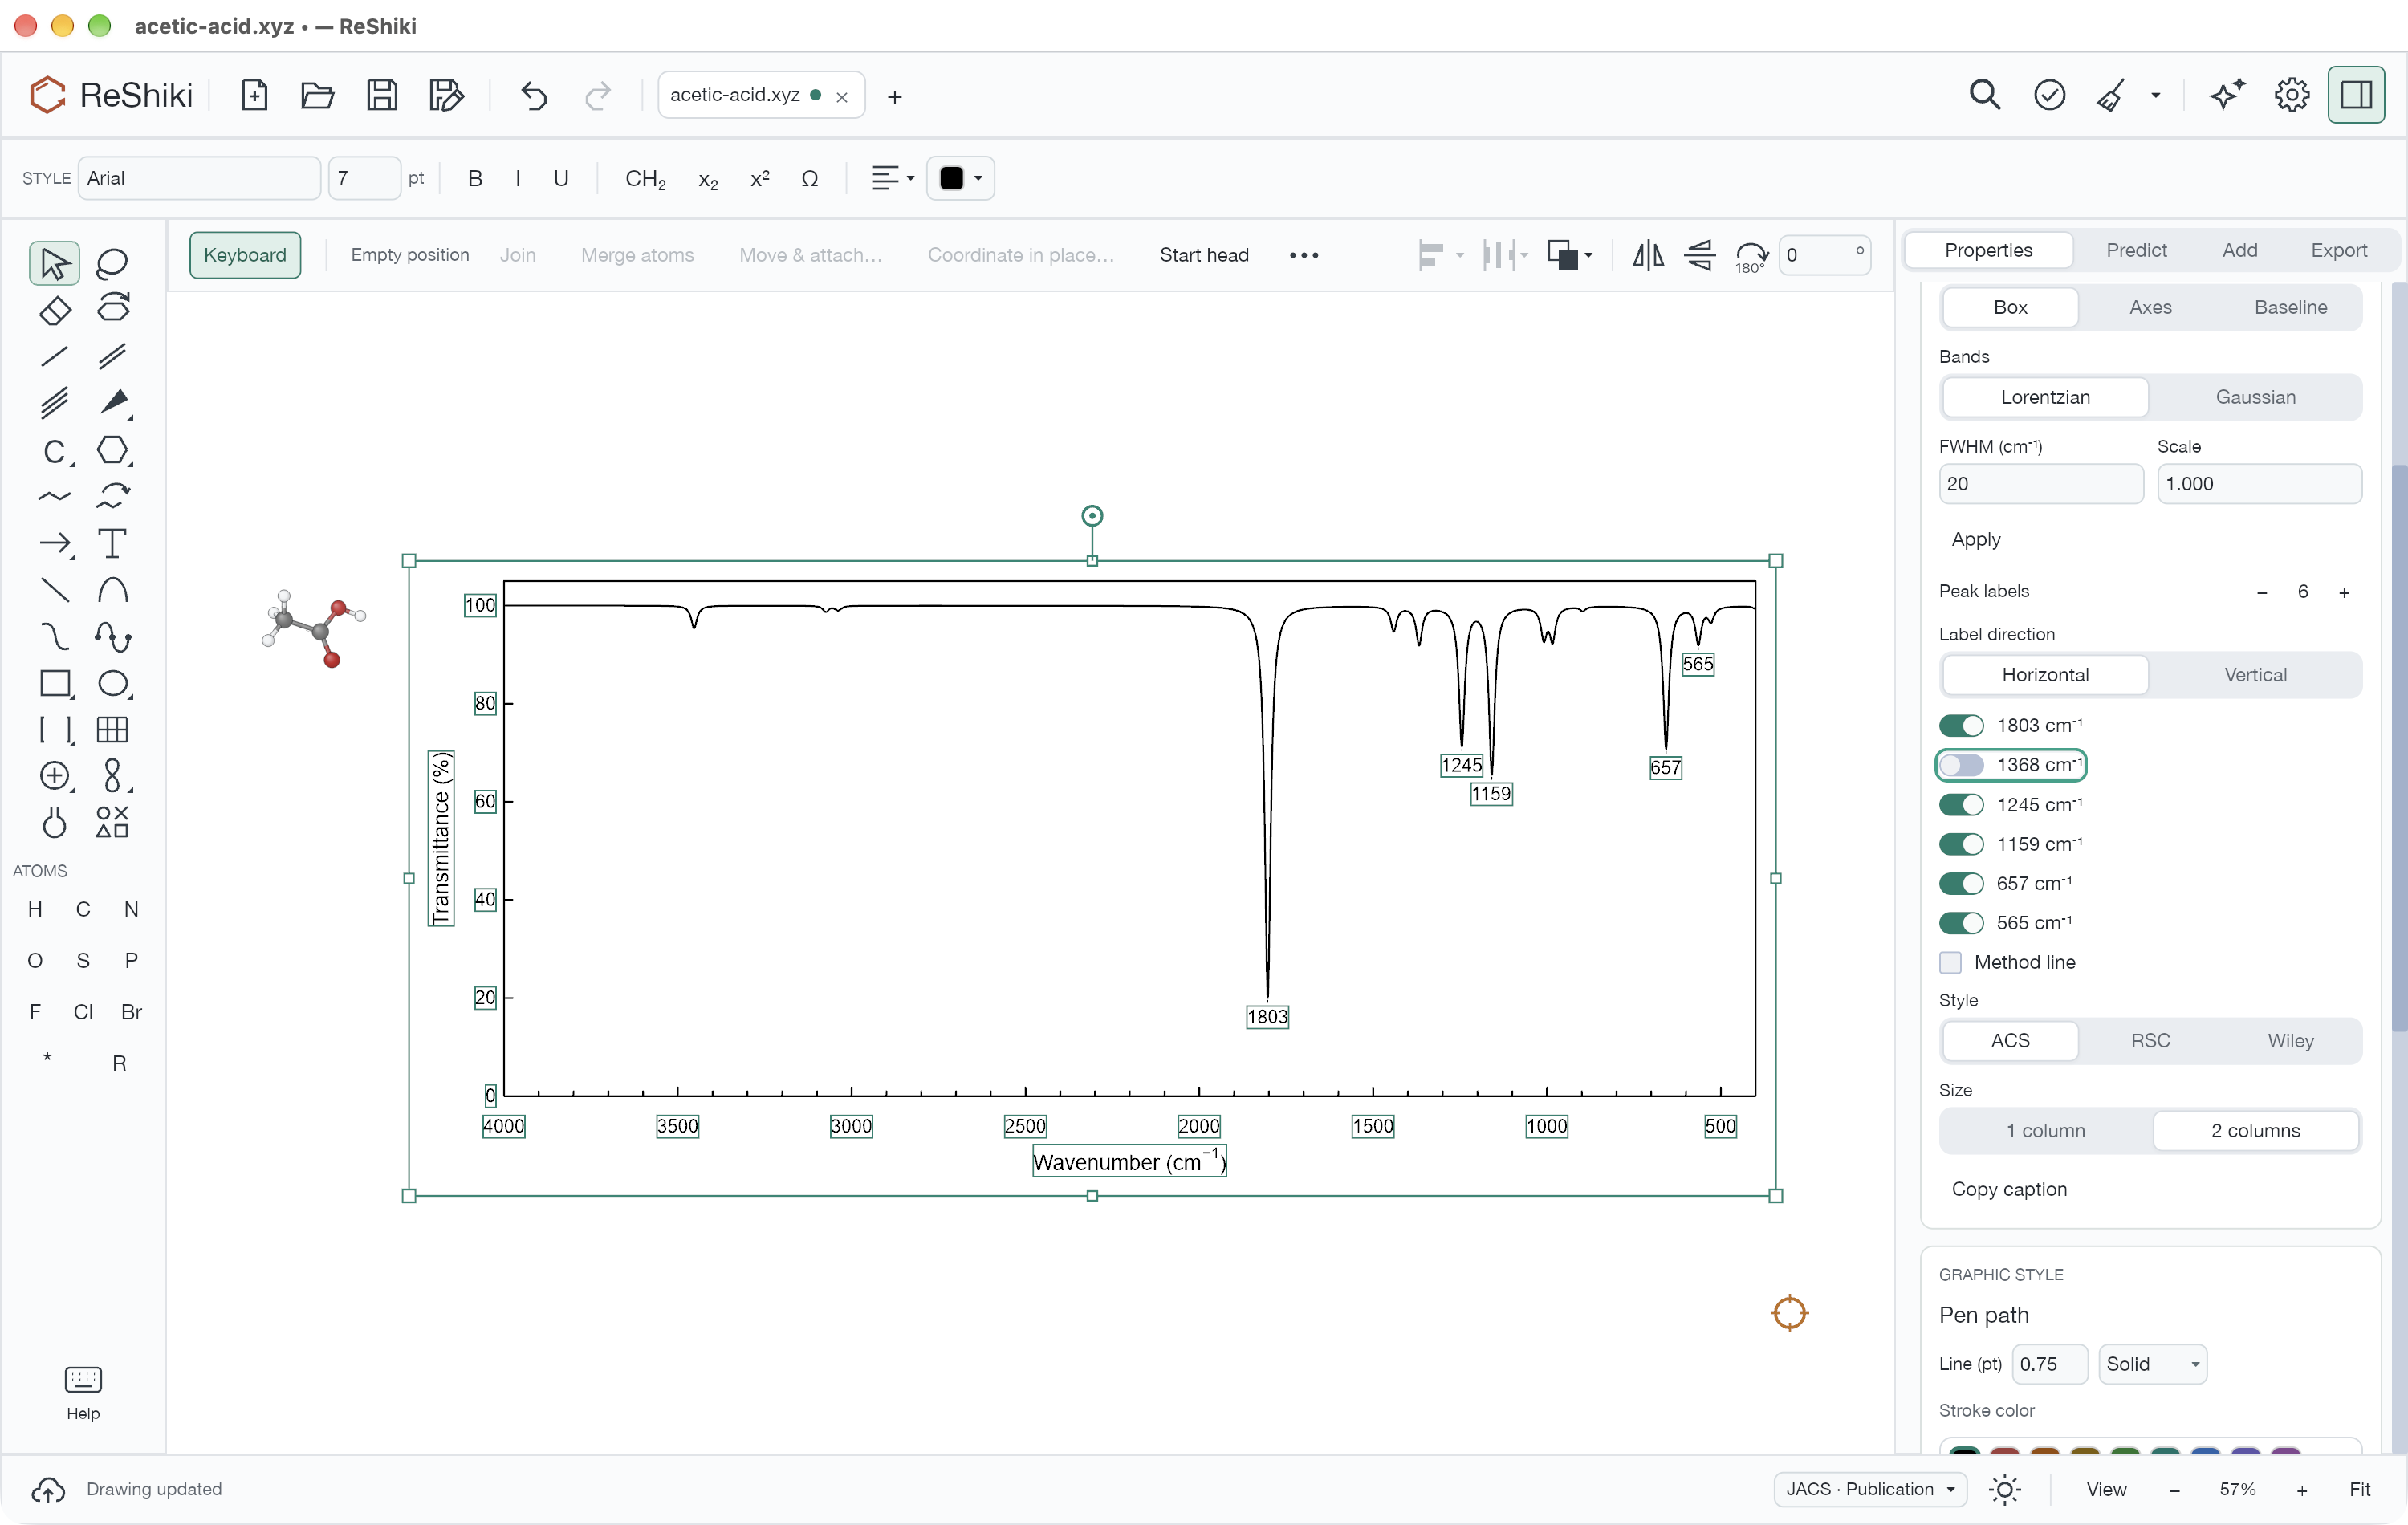 acetic-acid.xyz • — ReShiki
ReShiki
acetic-acid.xyz
STYLE Arial 7 pt B I U CH₂ x₂ x² Ω
Keyboard Empty position Join Merge atoms Move & attach… Coordinate in place… Start head ••• 180° 0 °
Properties Predict Add Export
Box Axes Baseline
Bands
Lorentzian Gaussian
FWHM (cm⁻¹) Scale
20 1.000
Apply
Peak labels − 6 +
Label direction
Horizontal Vertical
1803 cm⁻¹
1368 cm⁻¹
1245 cm⁻¹
1159 cm⁻¹
657 cm⁻¹
565 cm⁻¹
Method line
Style
ACS RSC Wiley
Size
1 column 2 columns
Copy caption
GRAPHIC STYLE
Pen path
Line (pt) 0.75 Solid
Stroke color
C
T
ATOMS
H C N
O S P
F Cl Br
* R
Help
100
80
60
40
20
0
Transmittance (%)
565
1245
657
1159
1803
4000 3500 3000 2500 2000 1500 1000 500
Wavenumber (cm⁻¹)
Drawing updated
JACS · Publication View − 57% + Fit